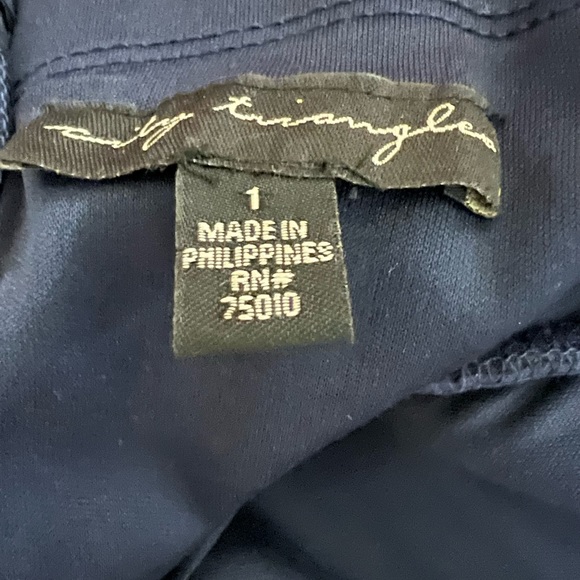 city triangles
1
MADE IN
PHILIPPINES
RN#
75010